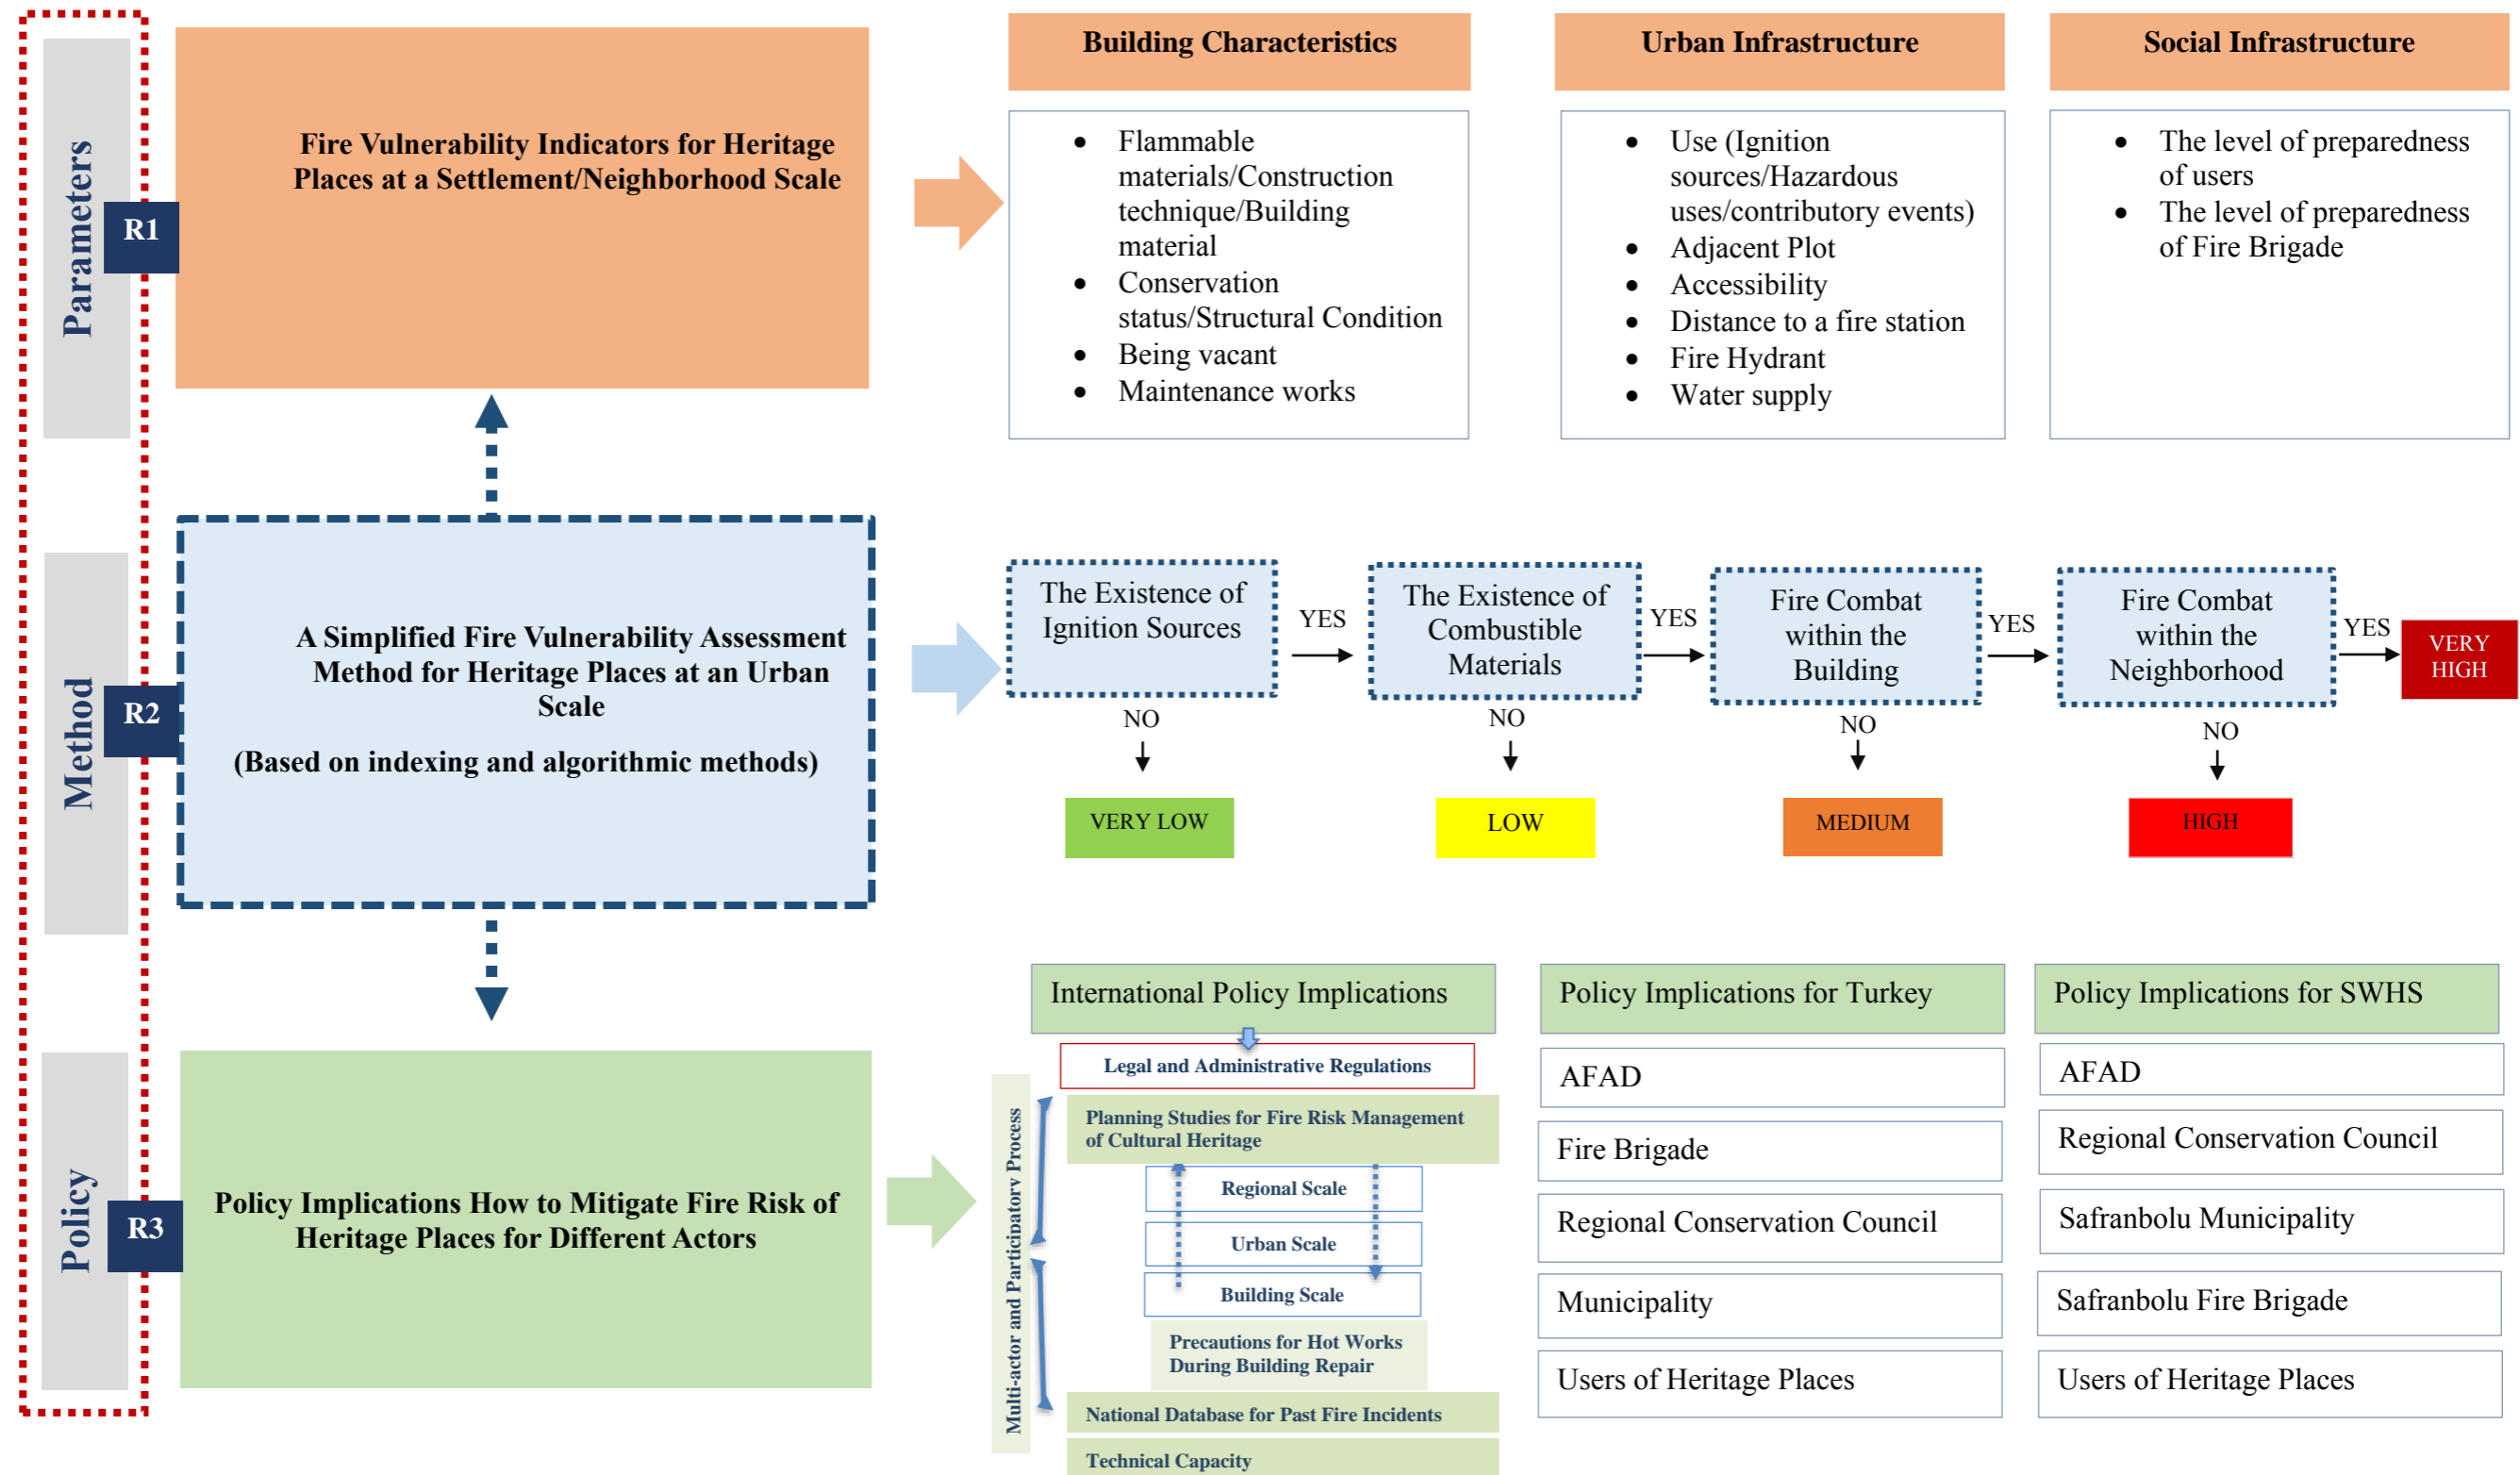 Parameters
R1
Fire Vulnerability Indicators for Heritage
Places at a Settlement/Neighborhood Scale
Building Characteristics
• Flammable
materials/Construction
technique/Building
material
• Conservation
status/Structural Condition
• Being vacant
• Maintenance works
Urban Infrastructure
• Use (Ignition
sources/Hazardous
uses/contributory events)
• Adjacent Plot
• Accessibility
• Distance to a fire station
• Fire Hydrant
• Water supply
Social Infrastructure
• The level of preparedness
of users
• The level of preparedness
of Fire Brigade
Method
R2
A Simplified Fire Vulnerability Assessment
Method for Heritage Places at an Urban
Scale
(Based on indexing and algorithmic methods)
The Existence of
Ignition Sources
YES
NO
VERY LOW
The Existence of
Combustible
Materials
YES
NO
LOW
Fire Combat
within the
Building
YES
NO
MEDIUM
Fire Combat
within the
Neighborhood
YES
NO
HIGH
VERY
HIGH
Policy
R3
Policy Implications How to Mitigate Fire Risk of
Heritage Places for Different Actors
International Policy Implications
Legal and Administrative Regulations
Multi-actor and Participatory Process
Planning Studies for Fire Risk Management
of Cultural Heritage
Regional Scale
Urban Scale
Building Scale
Precautions for Hot Works
During Building Repair
National Database for Past Fire Incidents
Technical Capacity
Policy Implications for Turkey
AFAD
Fire Brigade
Regional Conservation Council
Municipality
Users of Heritage Places
Policy Implications for SWHS
AFAD
Regional Conservation Council
Safranbolu Municipality
Safranbolu Fire Brigade
Users of Heritage Places